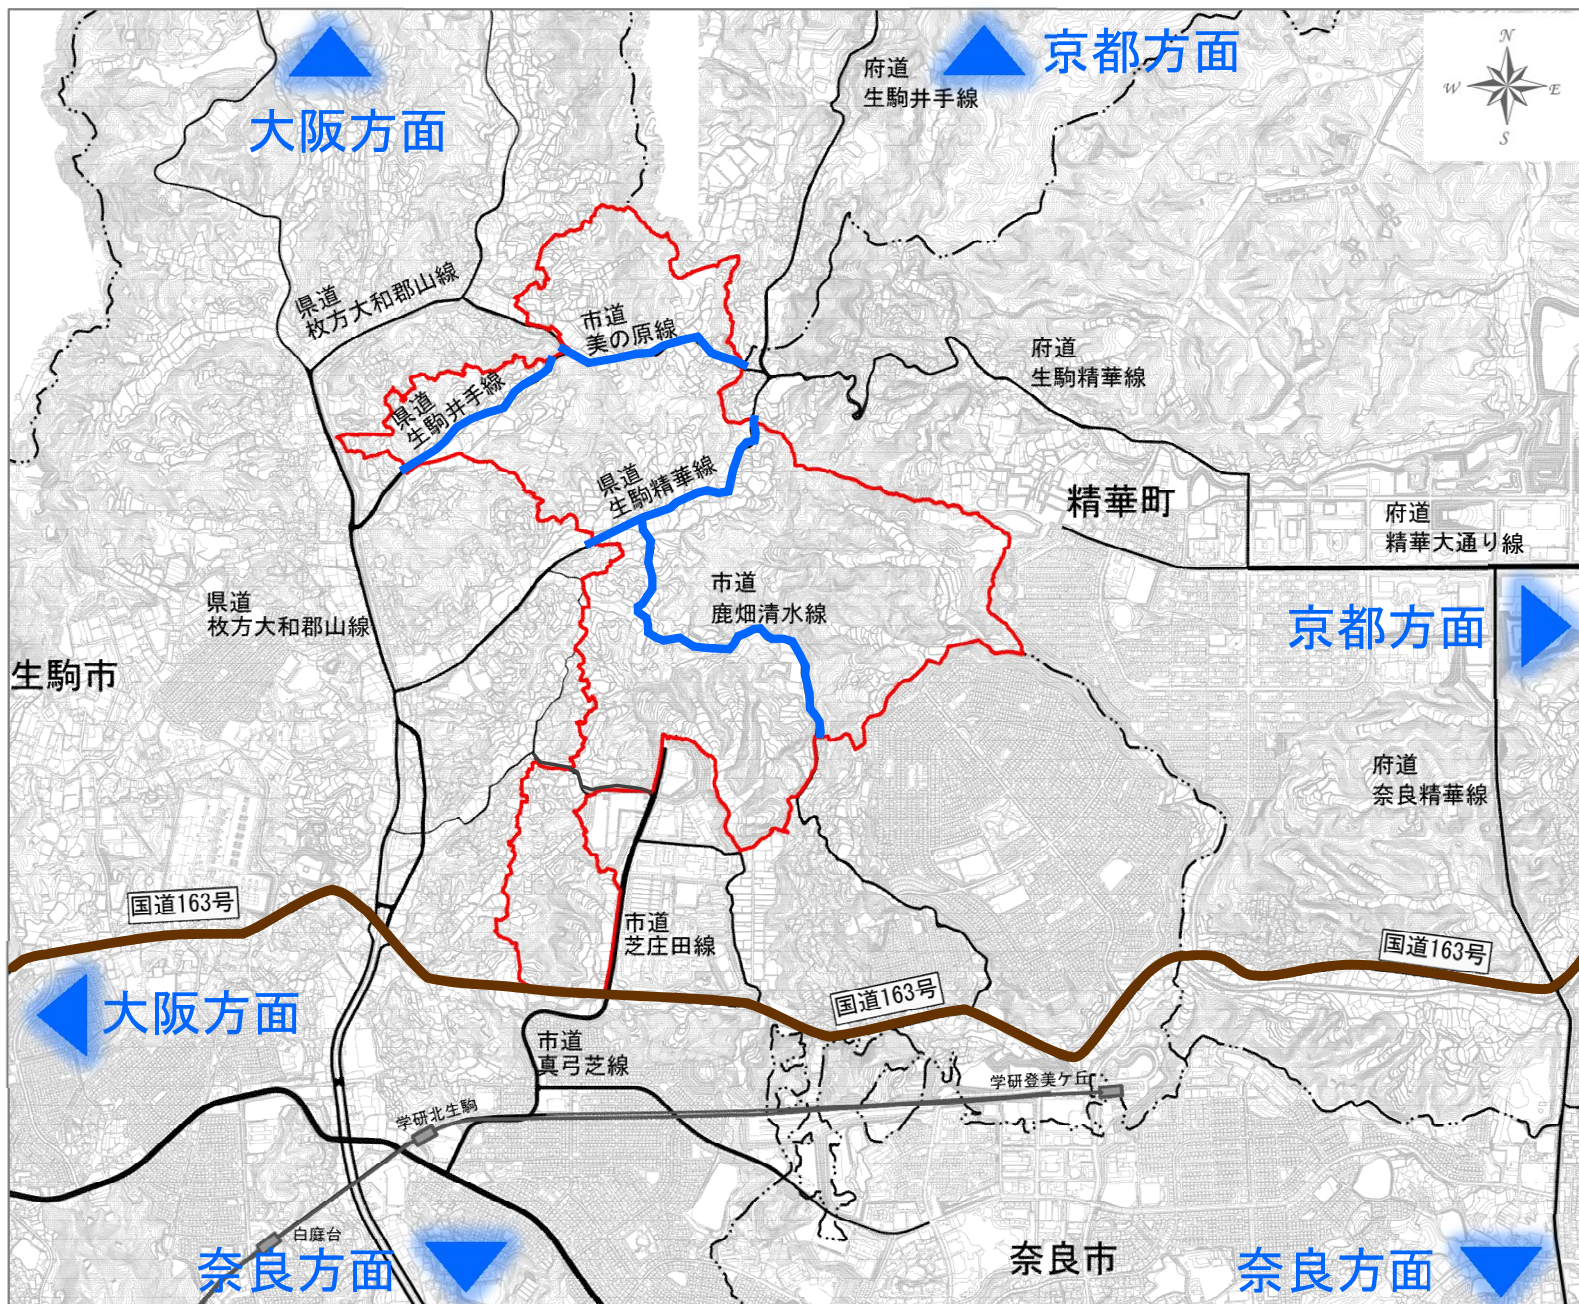 京都方面
大阪方面
府道
生駒井手線
N
W
E
S
県道
枚方大和郡山線
市道
美の原線
府道
生駒精華線
県道
生駒井手線
県道
生駒精華線
精華町
府道
精華大通り線
市道
鹿畑清水線
県道
枚方大和郡山線
京都方面
生駒市
府道
奈良精華線
国道163号
市道
芝庄田線
国道163号
国道163号
大阪方面
市道
真弓芝線
学研登美ケ丘
学研北生駒
白庭台
奈良方面
奈良市
奈良方面